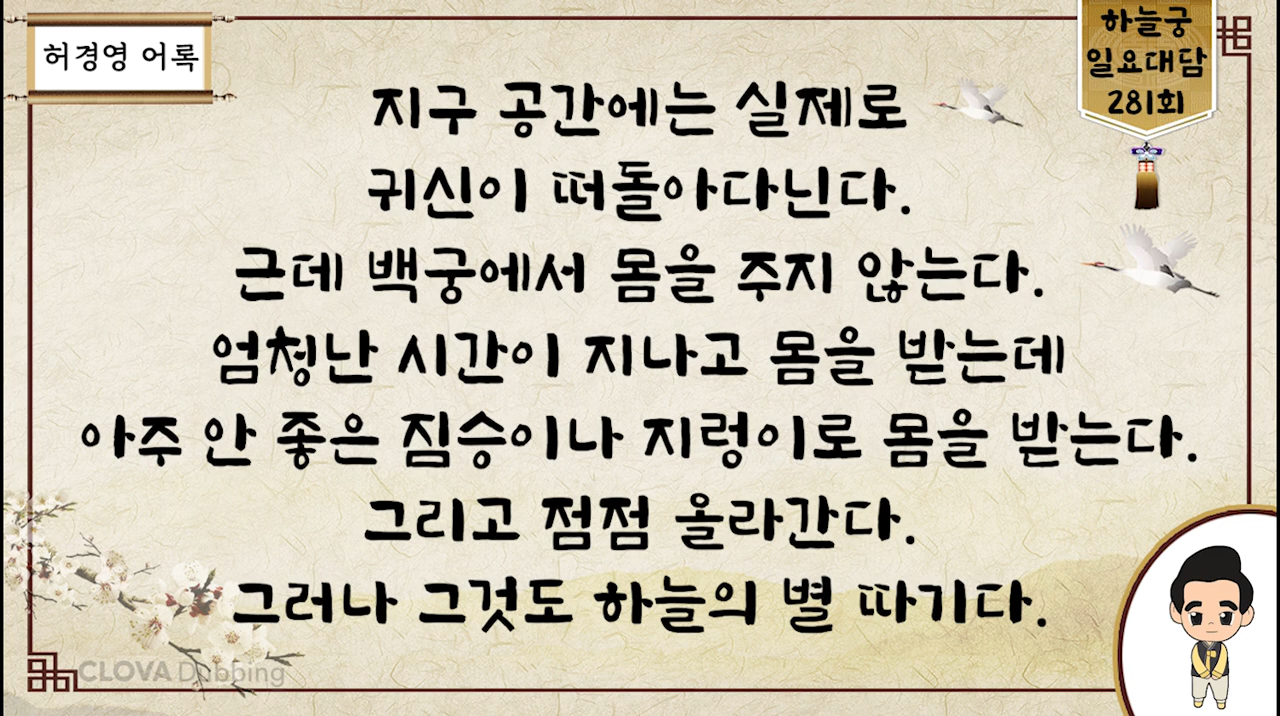 허경영 어록
하늘궁
일요대담
281회
지구 공간에는 실제로
귀신이 떠돌아다닌다.
근데 백궁에서 몸을 주지 않는다.
엄청난 시간이 지나고 몸을 받는데
아주 안 좋은 짐승이나 지렁이로 몸을 받는다.
그리고 점점 올라간다.
그러나 그것도 하늘의 별 따기다.
CLOVA Dubbing